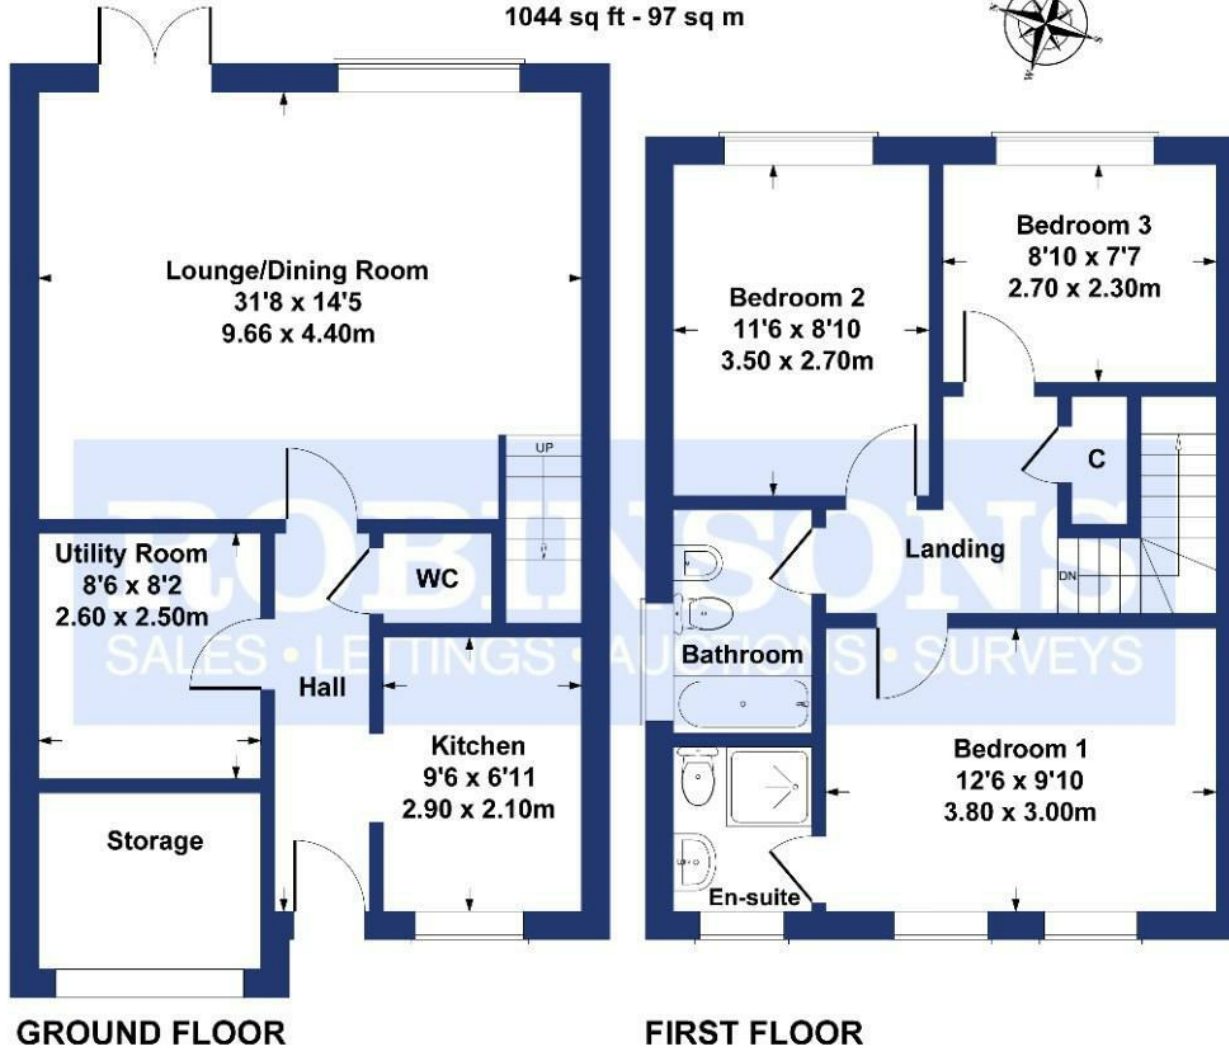 1044 sq ft - 97 sq m
S
W
Lounge/Dining Room
31'8 x 14'5
9.66 x 4.40m
UP
Utility Room
8'6 x 8'2
2.60 x 2.50m
WC
Hall
Kitchen
9'6 x 6'11
2.90 x 2.10m
Storage
GROUND FLOOR
Bedroom 2
11'6 x 8'10
3.50 x 2.70m
Bedroom 3
8'10 x 7'7
2.70 x 2.30m
C
Landing
DN
Bathroom
Bedroom 1
12'6 x 9'10
3.80 x 3.00m
En-suite
FIRST FLOOR
ROBINSONS
SALES • LETTINGS • AUCTIONS • SURVEYS